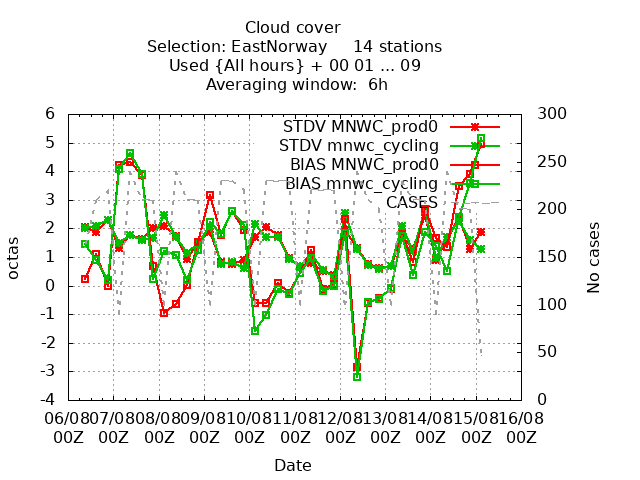 Cloud cover
Selection: EastNorway 14 stations
Used {All hours} + 00 01 ... 09
Averaging window: 6h
STDV MNWC_prod0
STDV mnwc_cycling
BIAS MNWC_prod0
BIAS mnwc_cycling
CASES
6
5
4
3
2
1
0
-1
-2
-3
-4
octas
300
250
200
150
100
50
0
No cases
06/08 07/08 08/08 09/08 10/08 11/08 12/08 13/08 14/08 15/08 16/08
00Z 00Z 00Z 00Z 00Z 00Z 00Z 00Z 00Z 00Z 00Z
Date